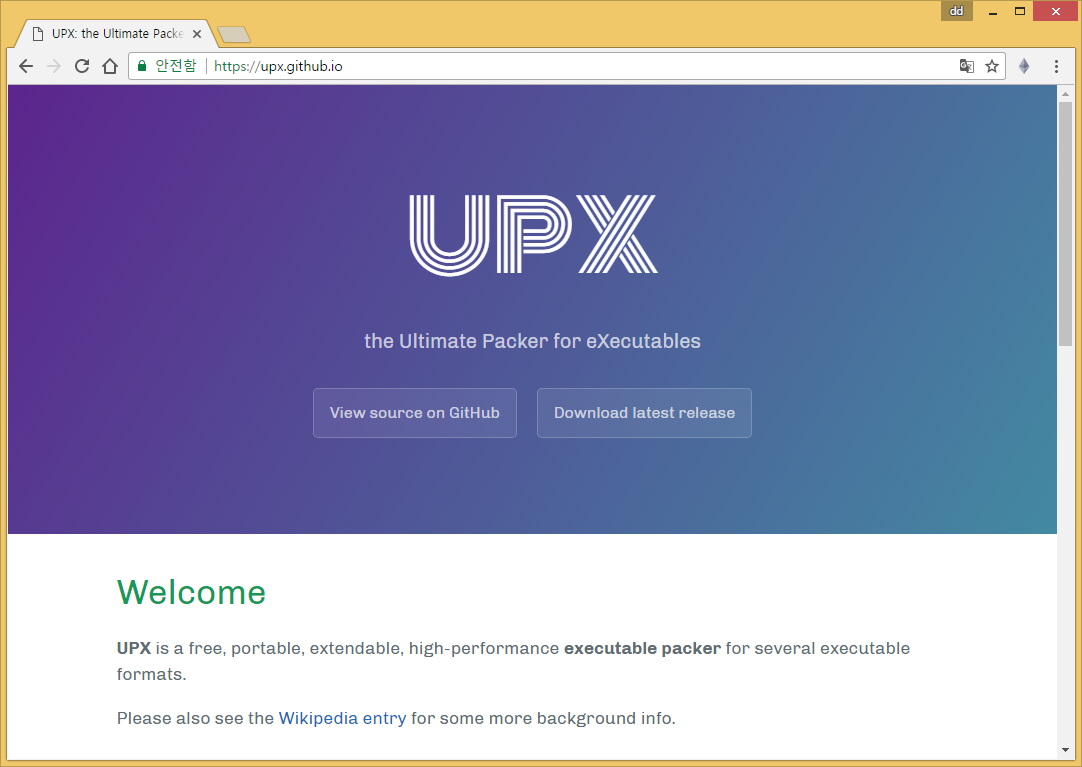 dd
UPX: the Ultimate Packe
안전함 https://upx.github.io
UPX
the Ultimate Packer for eXecutables
View source on GitHub
Download latest release
Welcome
UPX is a free, portable, extendable, high-performance executable packer for several executable
formats.
Please also see the Wikipedia entry for some more background info.